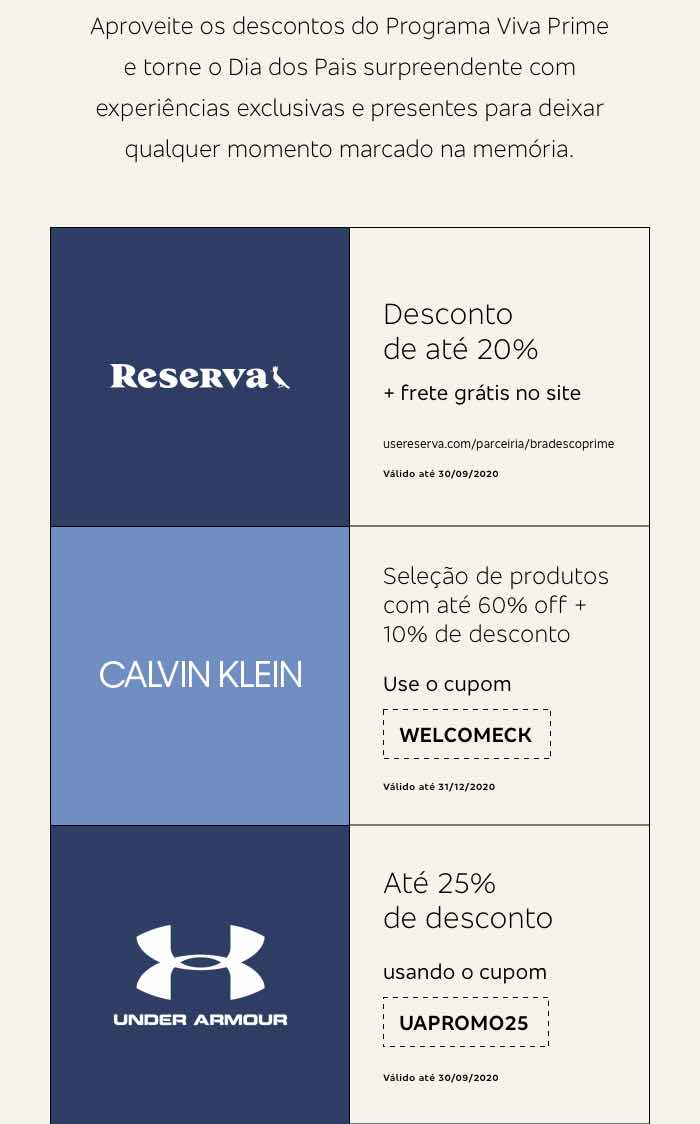 Aproveite os descontos do Programa Viva Prime
e torne o Dia dos Pais surpreendente com
experiências exclusivas e presentes para deixar
qualquer momento marcado na memória.
Reserva
Desconto
de até 20%
+ frete grátis no site
usereserva.com/parceiria/bradescoprime
Válido até 30/09/2020
CALVIN KLEIN
Seleção de produtos
com até 60% off +
10% de desconto
Use o cupom
WELCOMECK
Válido até 31/12/2020
UNDER ARMOUR
Até 25%
de desconto
usando o cupom
UAPROMO25
Válido até 30/09/2020